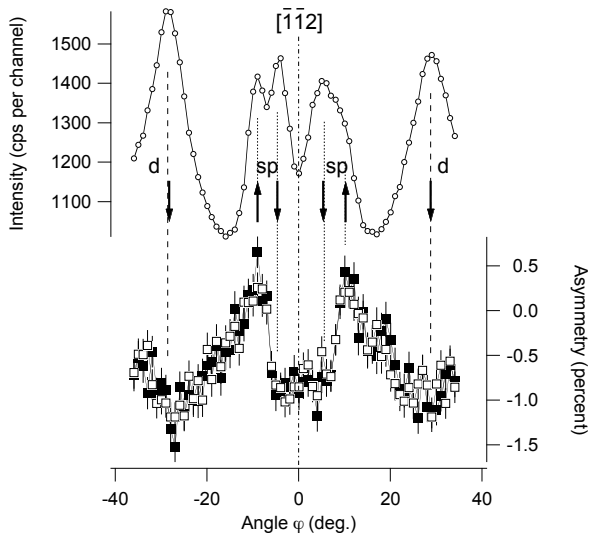 [1̅1̅2]
1500
1400
1300
1200
1100
Intensity (cps per channel)
d
sp
sp
d
0.5
0.0
-0.5
-1.0
-1.5
Asymmetry (percent)
-40
-20
0
20
40
Angle φ (deg.)